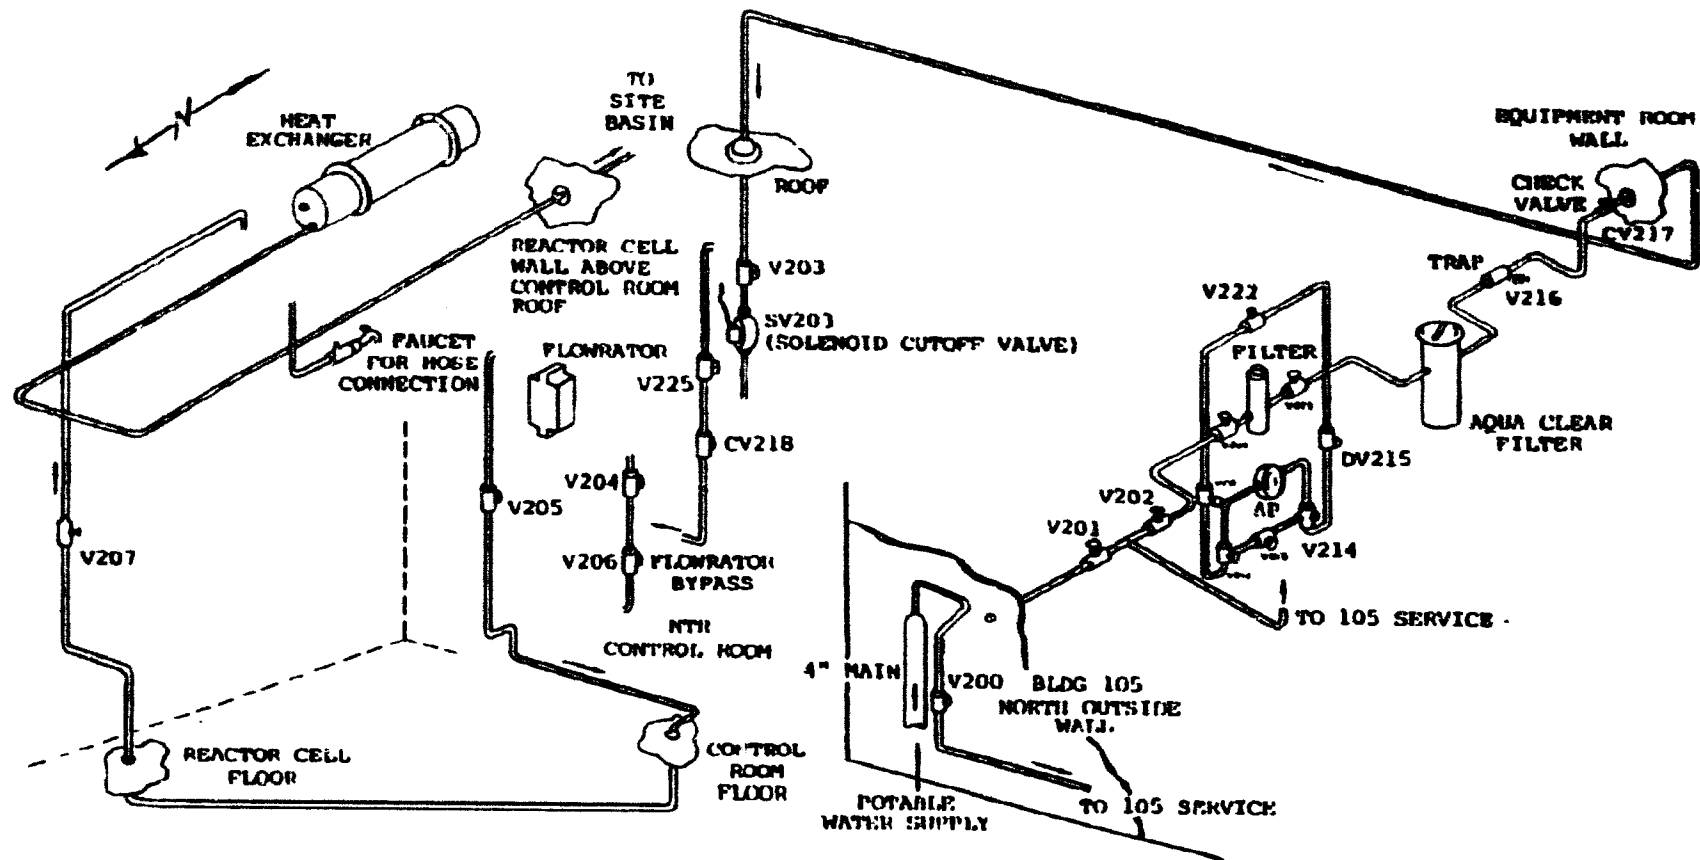 N
HEAT
EXCHANGER
TO
SITE
BASIN
ROOF
EQUIPMENT ROOM
WALL
CHECK
VALVE
CV217
TRAP
V216
REACTOR CELL
WALL ABOVE
CONTROL ROOM
ROOF
V203
SV203
(SOLENOID CUTOFF VALVE)
V222
FILTER
FAUCET
FOR HOSE
CONNECTION
FLOWRATOR
V225
CV218
AQUA CLEAR
FILTER
DV215
V204
V205
V202
V201
ΔP
V214
V207
V206
FLOWRATOR
BYPASS
NTR
CONTROL ROOM
TO 105 SERVICE
4" MAIN
V200
BLDG 105
NORTH OUTSIDE
WALL
REACTOR CELL
FLOOR
CONTROL
ROOM
FLOOR
POTABLE
WATER SUPPLY
TO 105 SERVICE